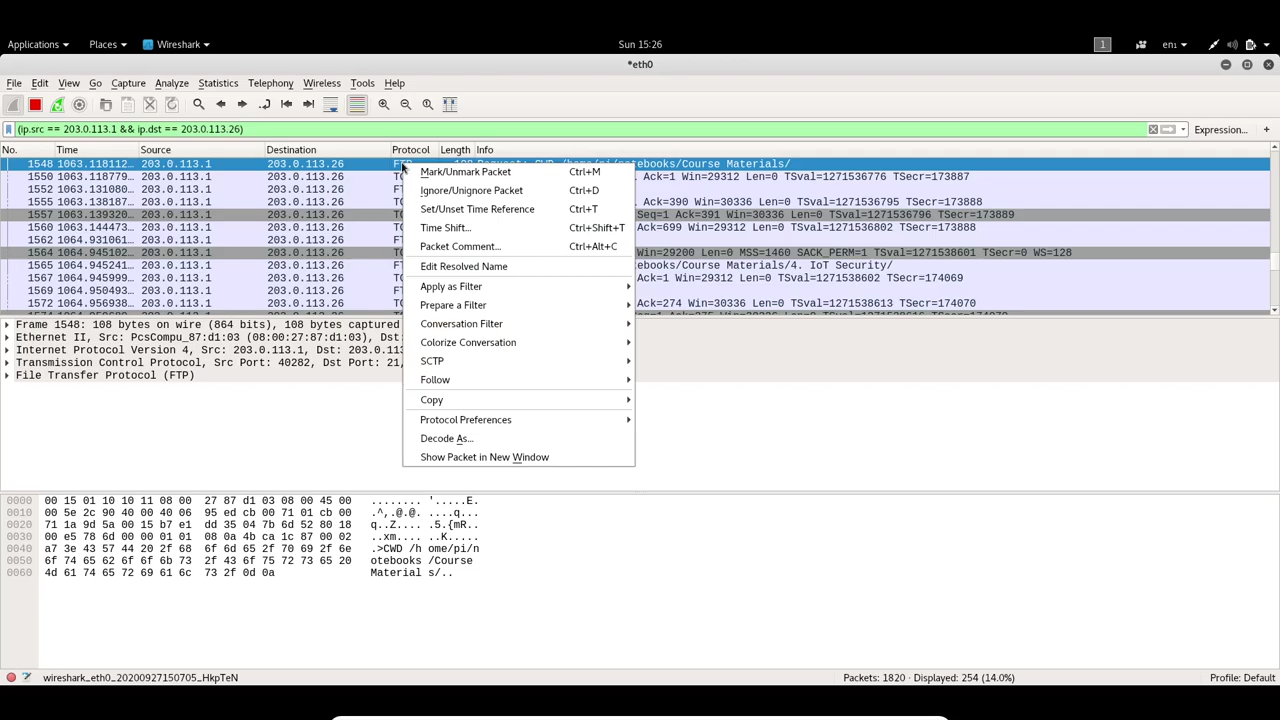 Applications Places Wireshark Sun 15:26 1 en₁
*eth0
File Edit View Go Capture Analyze Statistics Telephony Wireless Tools Help
(ip.src == 203.0.113.1 && ip.dst == 203.0.113.26) Expression... +
No. Time Source Destination Protocol Length Info
1548 1063.118112… 203.0.113.1 203.0.113.26 notebooks/Course Materials/
1550 1063.118779… 203.0.113.1 203.0.113.26 Ack=1 Win=29312 Len=0 TSval=1271536776 TSecr=173887
1552 1063.131080… 203.0.113.1 203.0.113.26
1555 1063.138187… 203.0.113.1 203.0.113.26 Ack=390 Win=30336 Len=0 TSval=1271536795 TSecr=173889
1557 1063.139320… 203.0.113.1 203.0.113.26 Seq=1 Ack=391 Win=30336 Len=0 TSval=1271536796 TSecr=173889
1560 1063.144473… 203.0.113.1 203.0.113.26 Ack=699 Win=29312 Len=0 TSval=1271536802 TSecr=173888
1562 1064.931061… 203.0.113.1 203.0.113.26
1564 1064.945102… 203.0.113.1 203.0.113.26 Win=29200 Len=0 MSS=1460 SACK_PERM=1 TSval=1271538601 TSecr=0 WS=128
1565 1064.945241… 203.0.113.1 203.0.113.26 tebooks/Course Materials/4. IoT Security/
1567 1064.945999… 203.0.113.1 203.0.113.26 Ack=1 Win=29312 Len=0 TSval=1271538602 TSecr=174069
1569 1064.950493… 203.0.113.1 203.0.113.26
1572 1064.956938… 203.0.113.1 203.0.113.26 Ack=274 Win=30336 Len=0 TSval=1271538613 TSecr=174070
Mark/Unmark Packet Ctrl+M
Ignore/Unignore Packet Ctrl+D
Set/Unset Time Reference Ctrl+T
Time Shift... Ctrl+Shift+T
Packet Comment... Ctrl+Alt+C
Edit Resolved Name
Apply as Filter
Prepare a Filter
Conversation Filter
Colorize Conversation
SCTP
Follow
Copy
Protocol Preferences
Decode As...
Show Packet in New Window
Frame 1548: 108 bytes on wire (864 bits), 108 bytes captured
Ethernet II, Src: PcsCompu_87:d1:03 (08:00:27:87:d1:03), Dst:
Internet Protocol Version 4, Src: 203.0.113.1, Dst: 203.0.113
Transmission Control Protocol, Src Port: 40282, Dst Port: 21,
File Transfer Protocol (FTP)
0000 00 15 01 10 10 11 08 00 27 87 d1 03 08 00 45 00 ........ '.....E.
0010 00 5e 2c 90 40 00 40 06 95 ed cb 00 71 01 cb 00 .^,.@.@. ....q...
0020 71 1a 9d 5a 00 15 b7 e1 dd 35 04 7b 6d 52 80 18 q..Z.... .5.{mR..
0030 00 e5 78 6d 00 00 01 01 08 0a 4b ca 1c 87 00 02 ..xm.... ..K.....
0040 a7 3e 43 57 44 20 2f 68 6f 6d 65 2f 70 69 2f 6e .>CWD /h ome/pi/n
0050 6f 74 65 62 6f 6f 6b 73 2f 43 6f 75 72 73 65 20 otebooks /Course
0060 4d 61 74 65 72 69 61 6c 73 2f 0d 0a Material s/..
wireshark_eth0_20200927150705_HkpTeN Packets: 1820 · Displayed: 254 (14.0%) Profile: Default